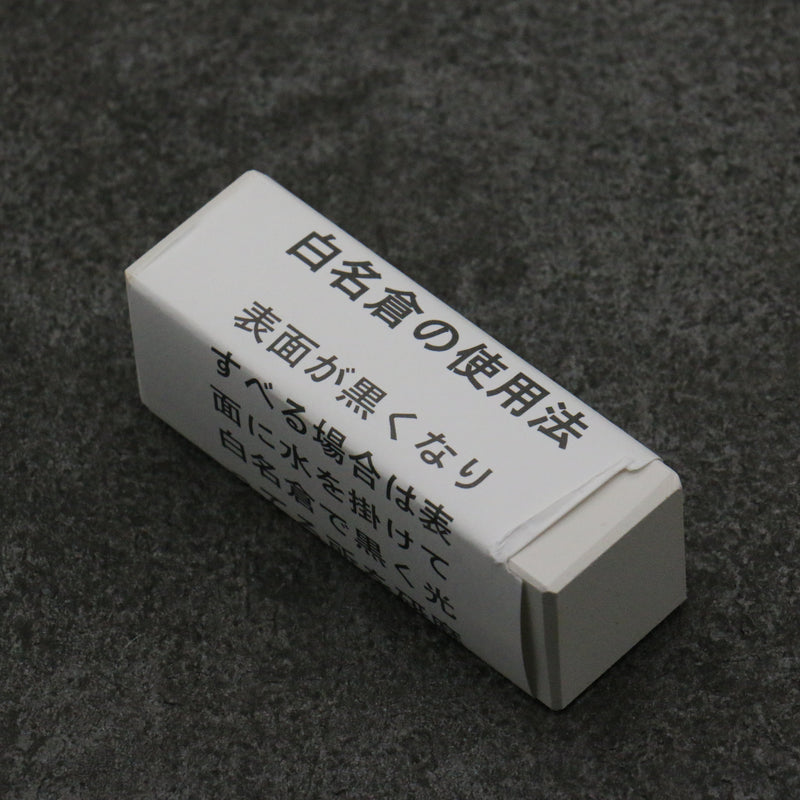 白名倉の使用法
表面が黒くなり
すべる場合は表
面に水を掛けて
白名倉で黒く光